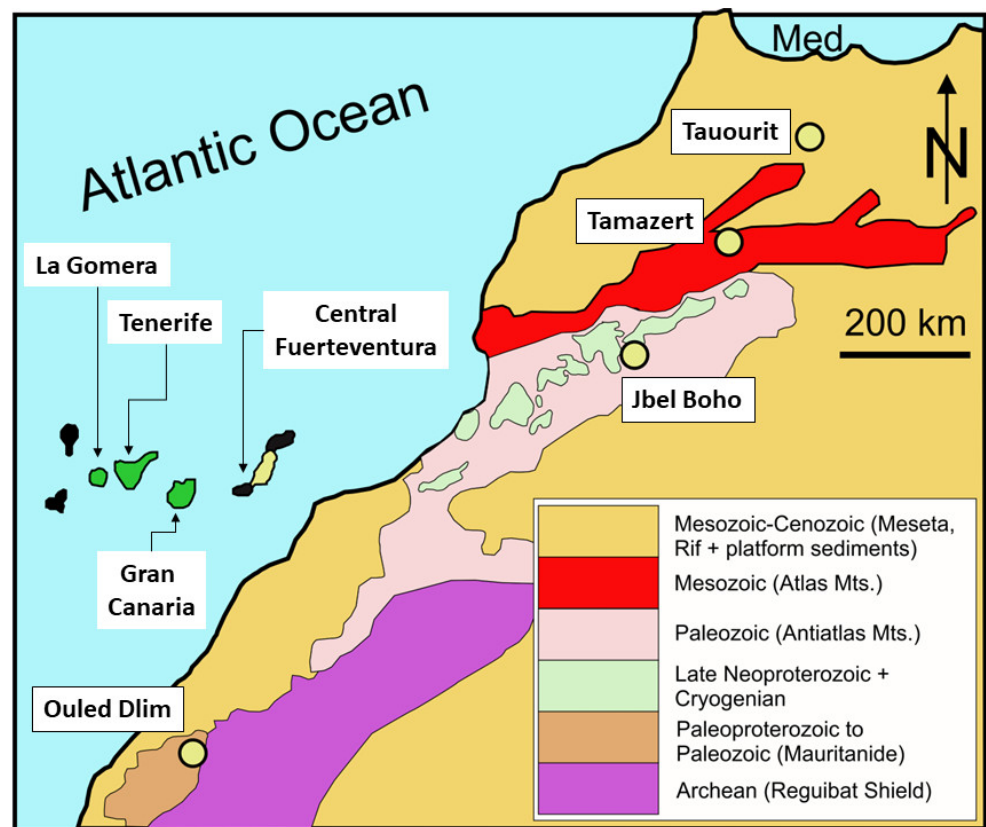 Med
Atlantic Ocean
Tauourit
N
Tamazert
La Gomera
Tenerife
Central
Fuerteventura
200 km
Jbel Boho
Gran
Canaria
Ouled Dlim
Mesozoic-Cenozoic (Meseta,
Rif + platform sediments)
Mesozoic (Atlas Mts.)
Paleozoic (Antiatlas Mts.)
Late Neoproterozoic +
Cryogenian
Paleoproterozoic to
Paleozoic (Mauritanide)
Archean (Reguibat Shield)